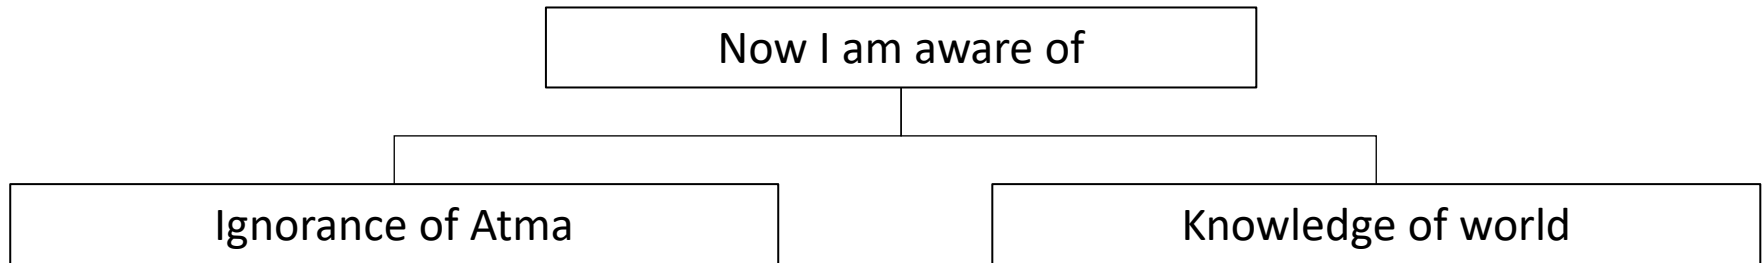 Now I am aware of
Ignorance of Atma
Knowledge of world